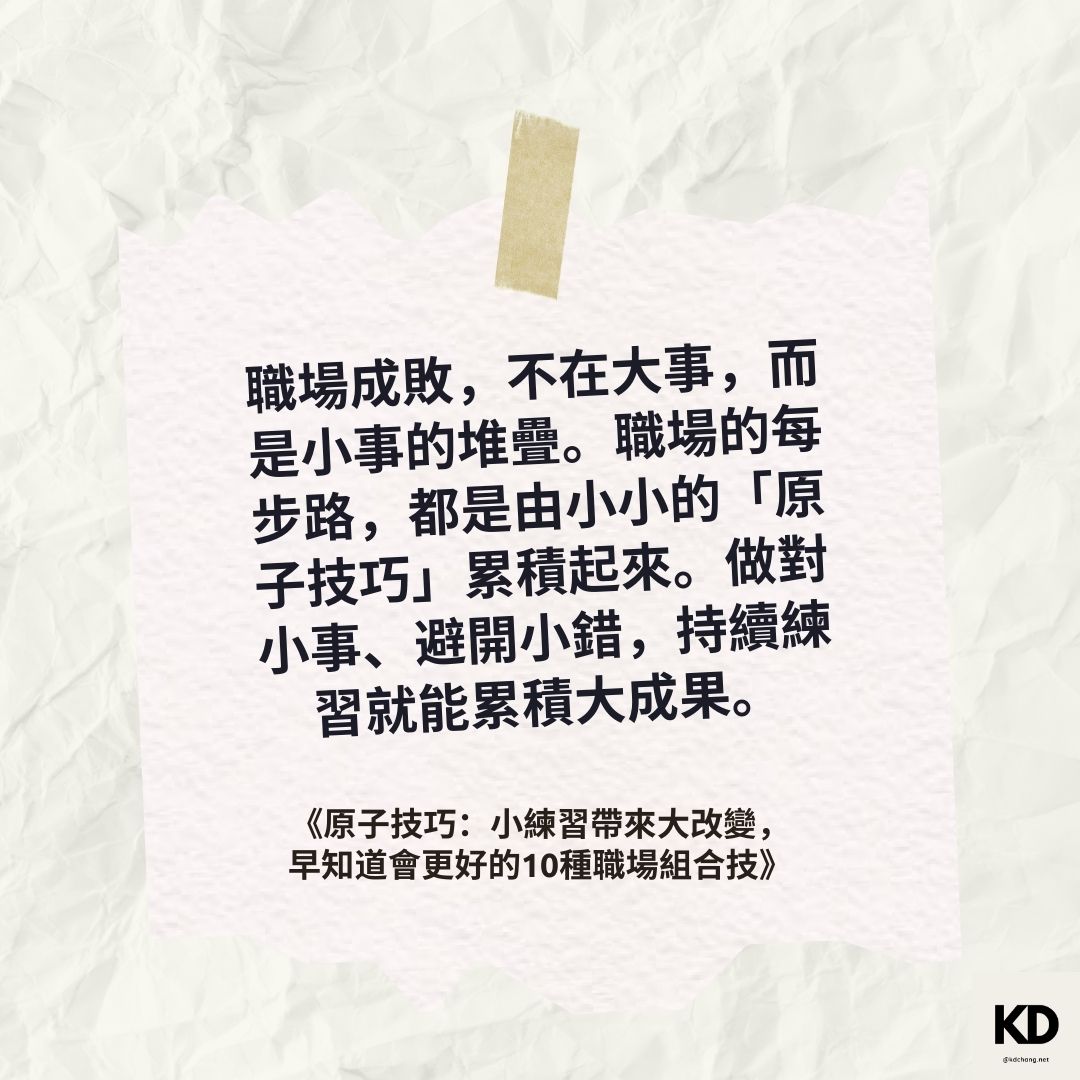 職場成敗，不在大事，而
是小事的堆疊。職場的每
步路，都是由小小的「原
子技巧」累積起來。做對
小事、避開小錯，持續練
習就能累積大成果。
《原子技巧：小練習帶來大改變，
早知道會更好的10種職場組合技》
KD
@kdchang.net